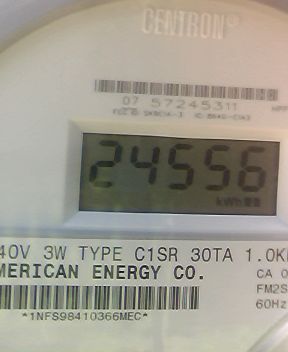 CENTRON®
07 57245311
24556
kWh
40V 3W TYPE C1SR 30TA 1.0K
MERICAN ENERGY CO.
CA 0
FM2S
60Hz
*1NFS98410366MEC*